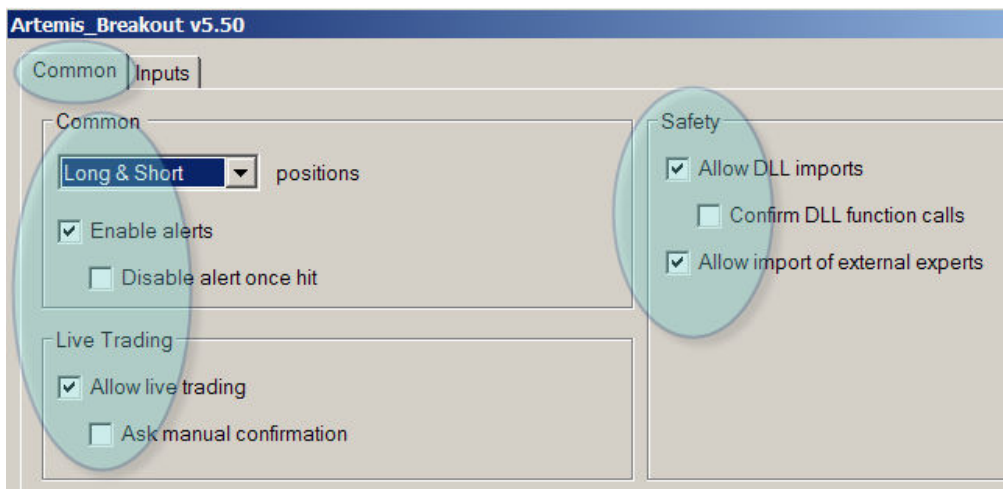 Artemis_Breakout v5.50
Common Inputs
Common
Long & Short positions
Enable alerts
Disable alert once hit
Live Trading
Allow live trading
Ask manual confirmation
Safety
Allow DLL imports
Confirm DLL function calls
Allow import of external experts